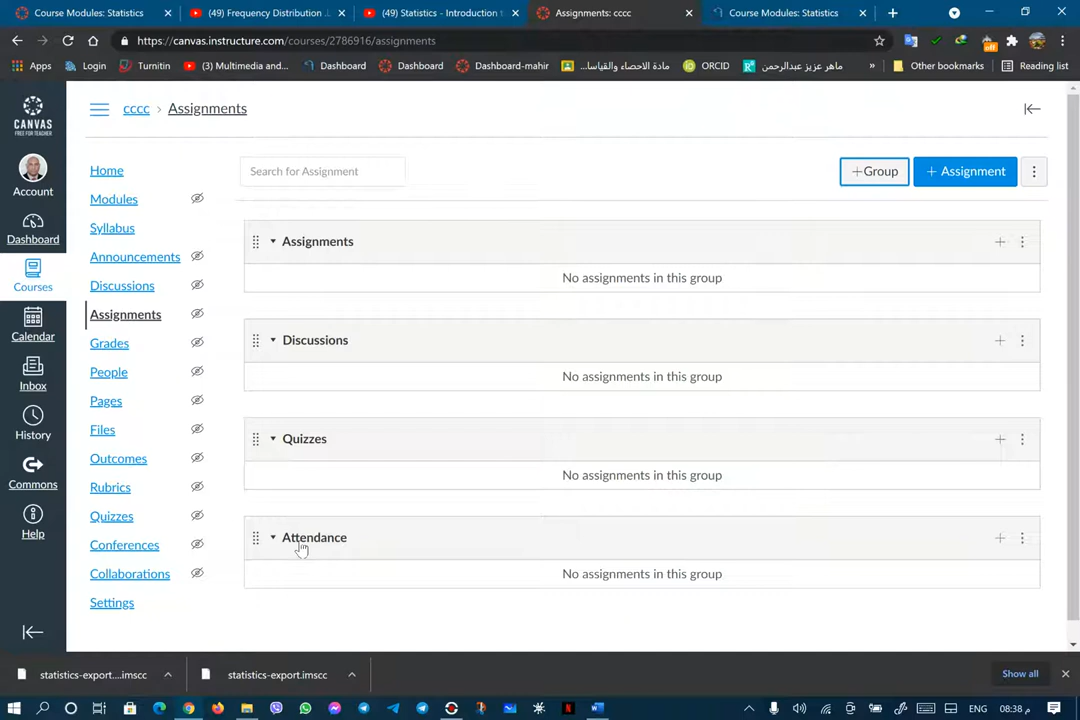 Course Modules: Statistics
(49) Frequency Distribution
(49) Statistics - Introduction
Assignments: cccc
Course Modules: Statistics
https://canvas.instructure.com/courses/2786916/assignments
off
Apps
Login
Turnitin
(3) Multimedia and...
Dashboard
Dashboard
Dashboard-mahir
مادة الاحصاء والقياسا...
ORCID
ماهر عزيز عبدالرحمن
»
Other bookmarks
Reading list
CANVAS
FREE FOR TEACHER
Account
Dashboard
Courses
Calendar
Inbox
History
Commons
Help
cccc > Assignments
Home
Modules
Syllabus
Announcements
Discussions
Assignments
Grades
People
Pages
Files
Outcomes
Rubrics
Quizzes
Conferences
Collaborations
Settings
Search for Assignment
+Group
+ Assignment
Assignments
No assignments in this group
Discussions
No assignments in this group
Quizzes
No assignments in this group
Attendance
No assignments in this group
statistics-export....imscc
statistics-export.imscc
Show all
ENG
08:38 م